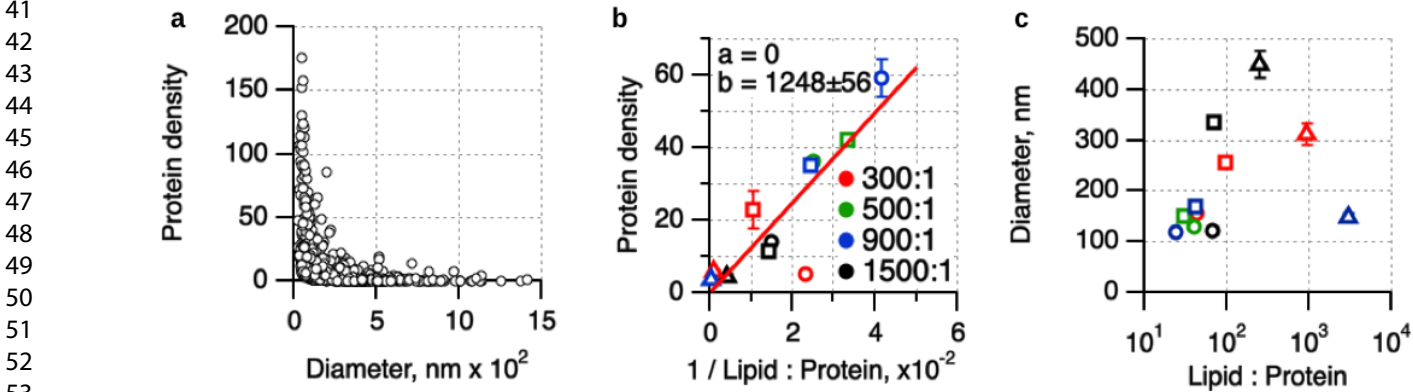 41
42
43
44
45
46
47
48
49
50
51
52
53
a
200
150
100
50
0
Protein density
0 5 10 15
Diameter, nm x 10²
b
a = 0
b = 1248±56
60
40
20
0
Protein density
300:1
500:1
900:1
1500:1
0 2 4 6
1 / Lipid : Protein, x10⁻²
c
500
400
300
200
100
0
Diameter, nm
10¹ 10² 10³ 10⁴
Lipid : Protein